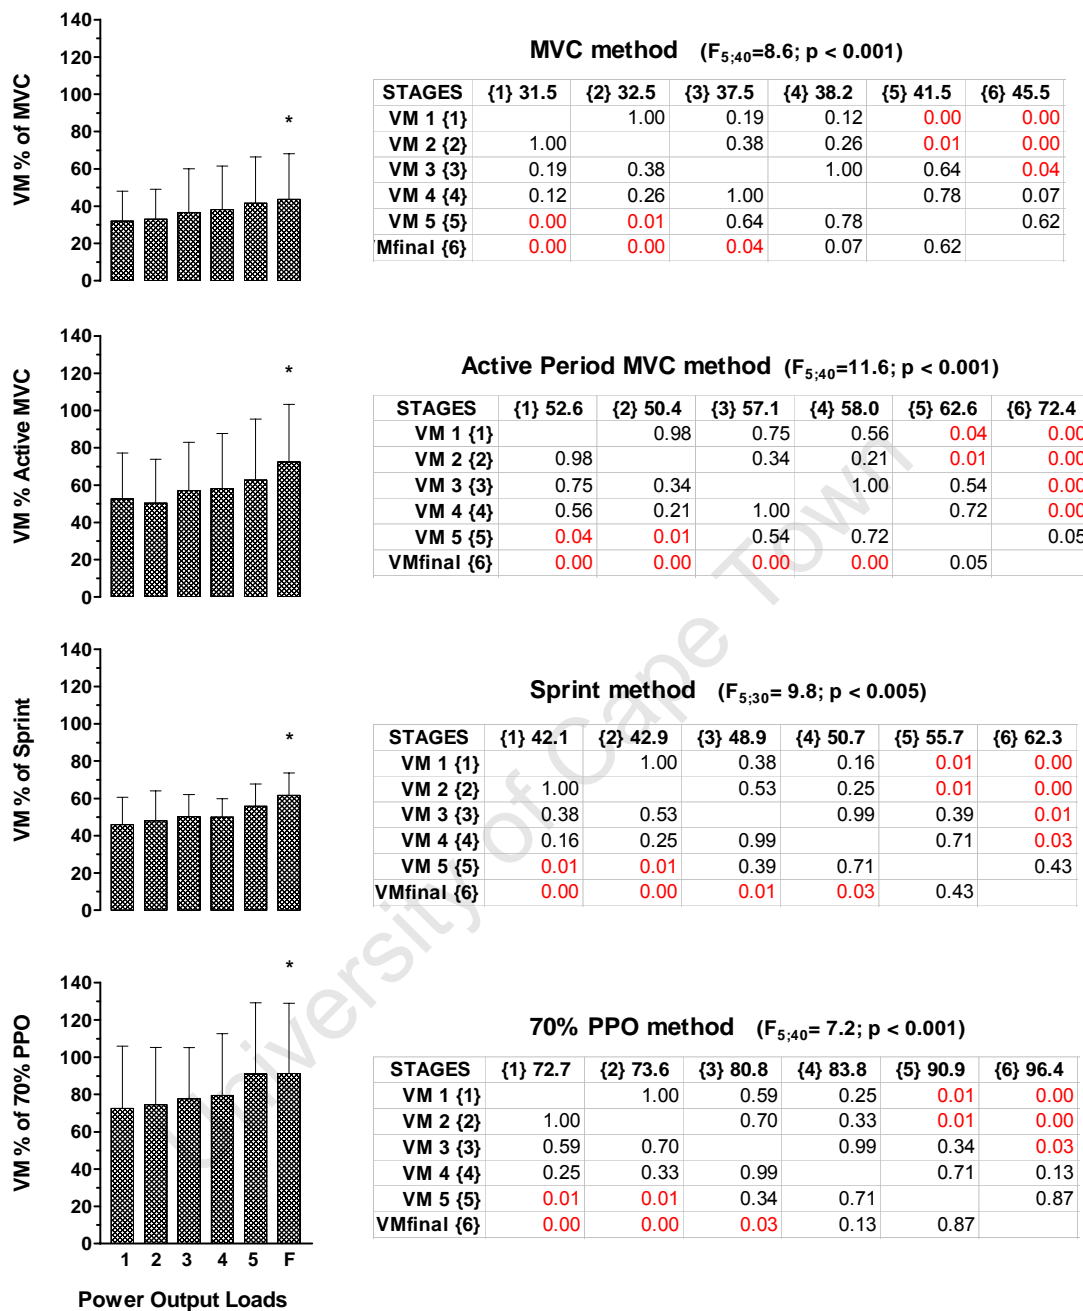 140
120
100
80
60
40
20
0
VM % of MVC
*
MVC method (F5;40=8.6; p < 0.001)
STAGES {1} 31.5 {2} 32.5 {3} 37.5 {4} 38.2 {5} 41.5 {6} 45.5
VM 1 {1} 1.00 0.19 0.12 0.00 0.00
VM 2 {2} 1.00 0.38 0.26 0.01 0.00
VM 3 {3} 0.19 0.38 1.00 0.64 0.04
VM 4 {4} 0.12 0.26 1.00 0.78 0.07
VM 5 {5} 0.00 0.01 0.64 0.78 0.62
Mfinal {6} 0.00 0.00 0.04 0.07 0.62
140
120
100
80
60
40
20
0
VM % Active MVC
*
Active Period MVC method (F5;40=11.6; p < 0.001)
STAGES {1} 52.6 {2} 50.4 {3} 57.1 {4} 58.0 {5} 62.6 {6} 72.4
VM 1 {1} 0.98 0.75 0.56 0.04 0.00
VM 2 {2} 0.98 0.34 0.21 0.01 0.00
VM 3 {3} 0.75 0.34 1.00 0.54 0.00
VM 4 {4} 0.56 0.21 1.00 0.72 0.00
VM 5 {5} 0.04 0.01 0.54 0.72 0.05
VMfinal {6} 0.00 0.00 0.00 0.00 0.05
140
120
100
80
60
40
20
0
VM % of Sprint
*
Sprint method (F5;30= 9.8; p < 0.005)
STAGES {1} 42.1 {2} 42.9 {3} 48.9 {4} 50.7 {5} 55.7 {6} 62.3
VM 1 {1} 1.00 0.38 0.16 0.01 0.00
VM 2 {2} 1.00 0.53 0.25 0.01 0.00
VM 3 {3} 0.38 0.53 0.99 0.39 0.01
VM 4 {4} 0.16 0.25 0.99 0.71 0.03
VM 5 {5} 0.01 0.01 0.39 0.71 0.43
VMfinal {6} 0.00 0.00 0.01 0.03 0.43
140
120
100
80
60
40
20
0
VM % of 70% PPO
*
70% PPO method (F5;40= 7.2; p < 0.001)
STAGES {1} 72.7 {2} 73.6 {3} 80.8 {4} 83.8 {5} 90.9 {6} 96.4
VM 1 {1} 1.00 0.59 0.25 0.01 0.00
VM 2 {2} 1.00 0.70 0.33 0.01 0.00
VM 3 {3} 0.59 0.70 0.99 0.34 0.03
VM 4 {4} 0.25 0.33 0.99 0.71 0.13
VM 5 {5} 0.01 0.01 0.34 0.71 0.87
VMfinal {6} 0.00 0.00 0.03 0.13 0.87
1 2 3 4 5 F
Power Output Loads
University of Cape Town